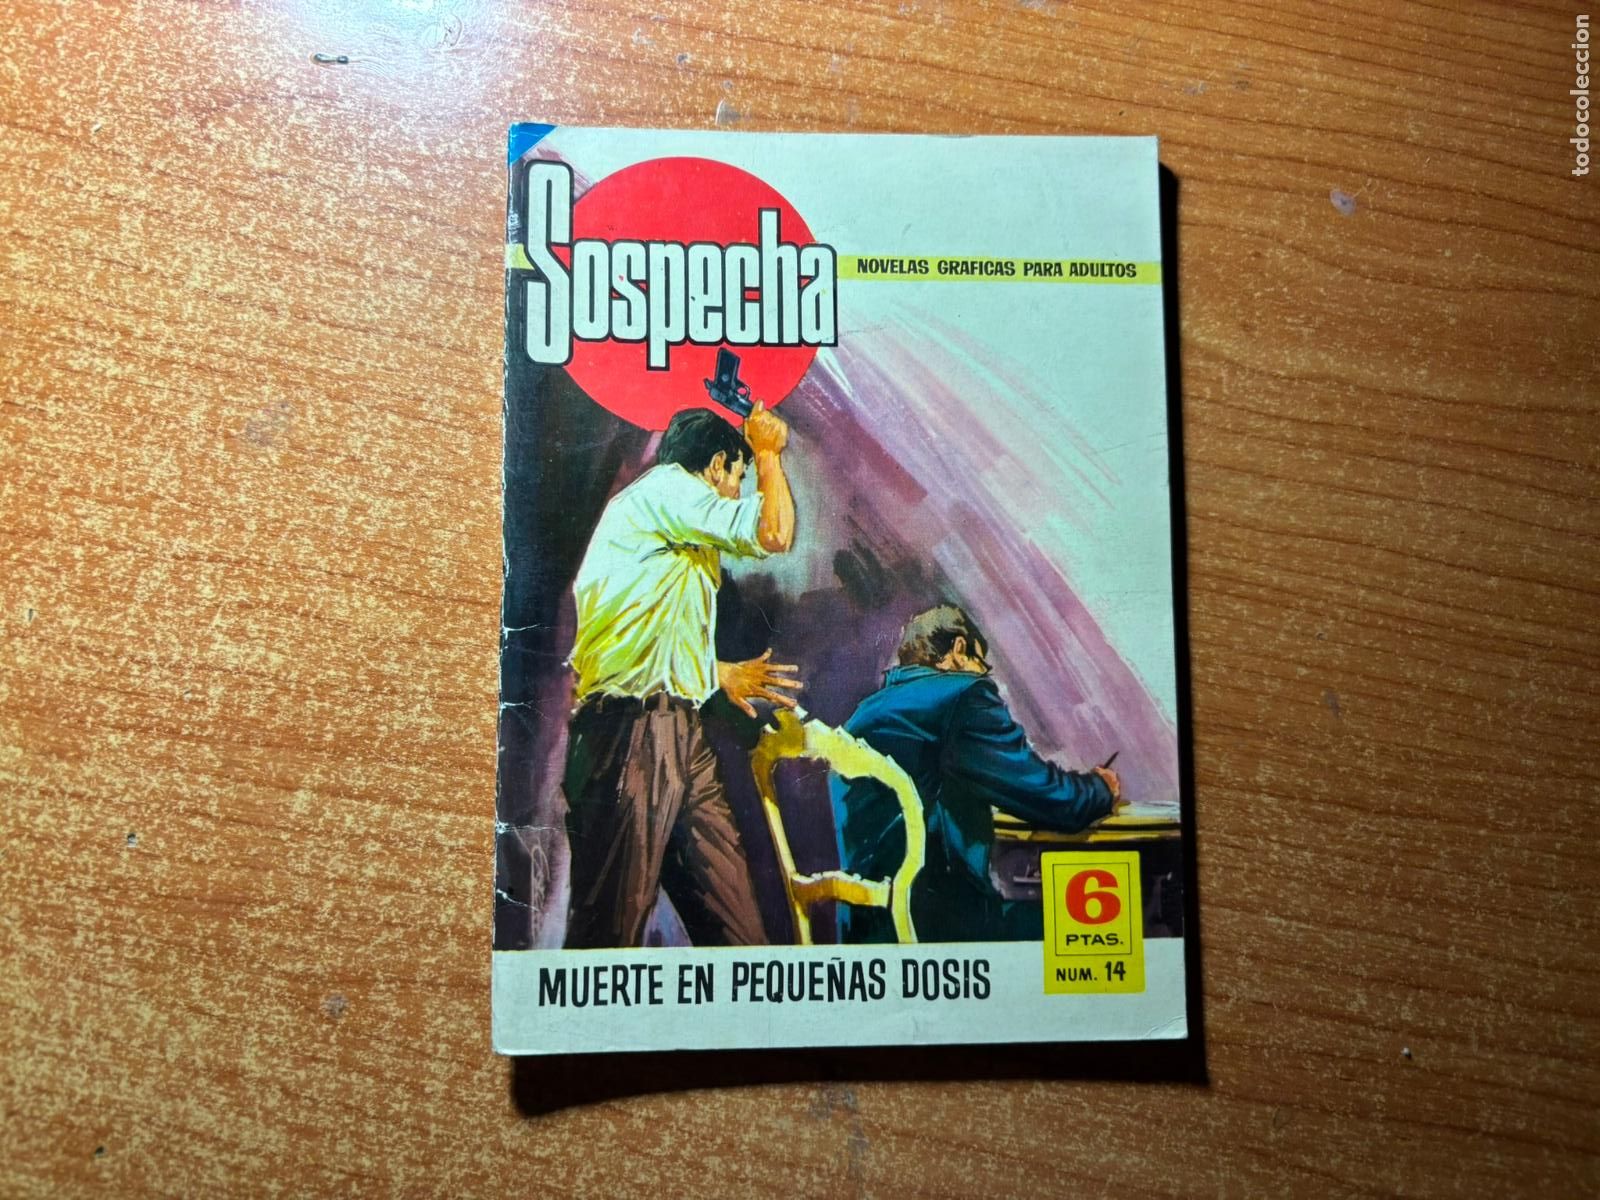 Sospecha
NOVELAS GRAFICAS PARA ADULTOS
6
PTAS.
NUM. 14
MUERTE EN PEQUEÑAS DOSIS
todocoleccion